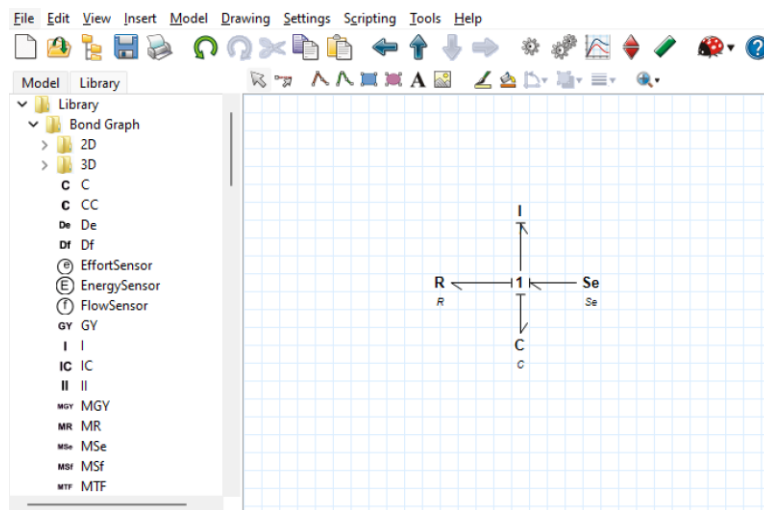 File Edit View Insert Model Drawing Settings Scripting Tools Help
A
Model Library
Library
Bond Graph
2D
3D
C C
C CC
De De
Df Df
e EffortSensor
E EnergySensor
f FlowSensor
GY GY
I I
IC IC
II II
MGY MGY
MR MR
MSe MSe
MSf MSf
MTF MTF
I
R 1 Se
R Se
C
C